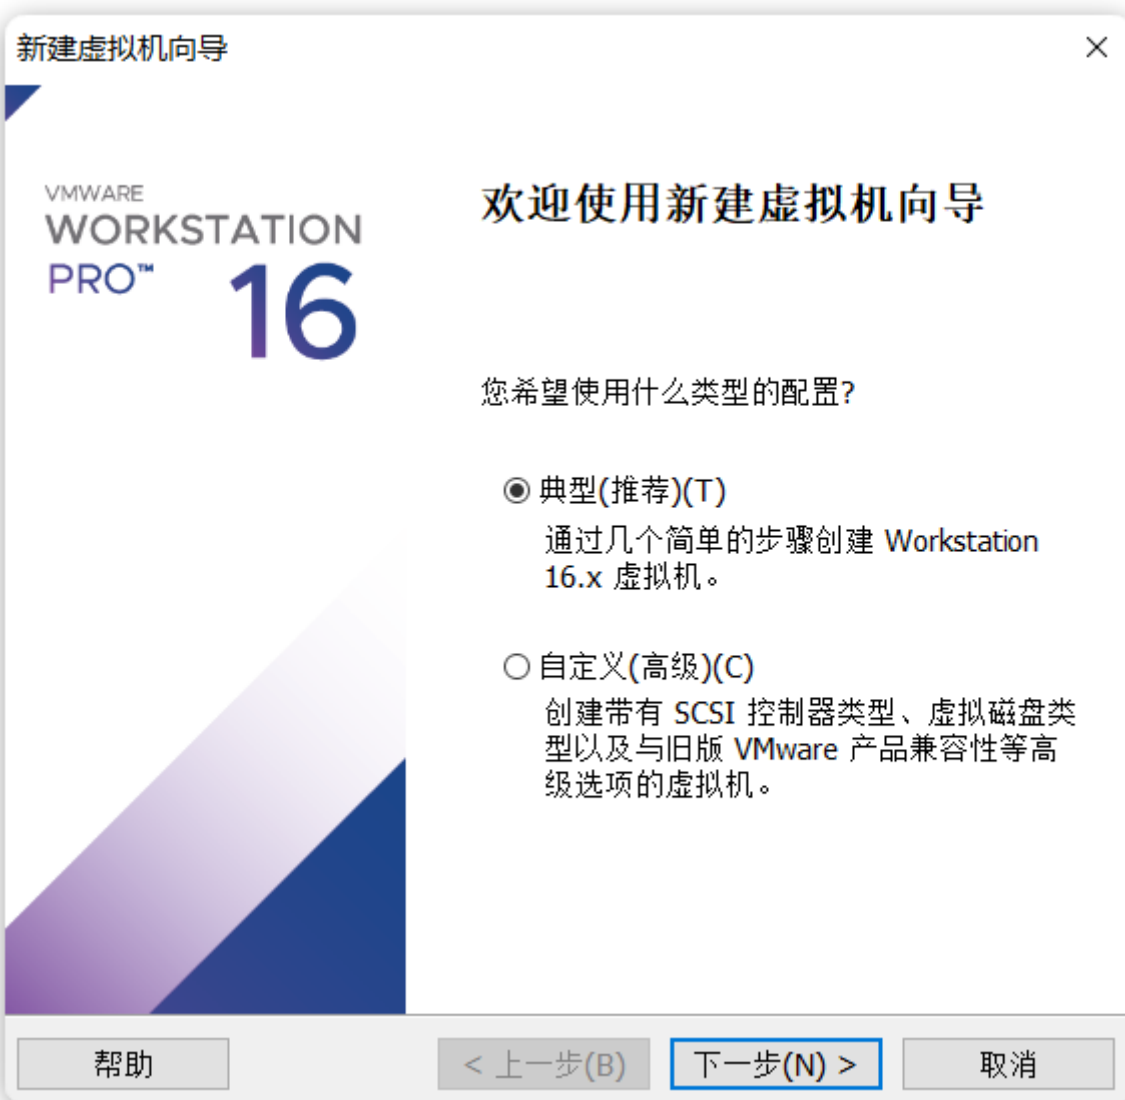 新建虚拟机向导
VMWARE
WORKSTATION
PRO™ 16
欢迎使用新建虚拟机向导
您希望使用什么类型的配置?
典型(推荐)(T)
通过几个简单的步骤创建 Workstation
16.x 虚拟机。
自定义(高级)(C)
创建带有 SCSI 控制器类型、虚拟磁盘类
型以及与旧版 VMware 产品兼容性等高
级选项的虚拟机。
帮助
< 上一步(B)
下一步(N) >
取消